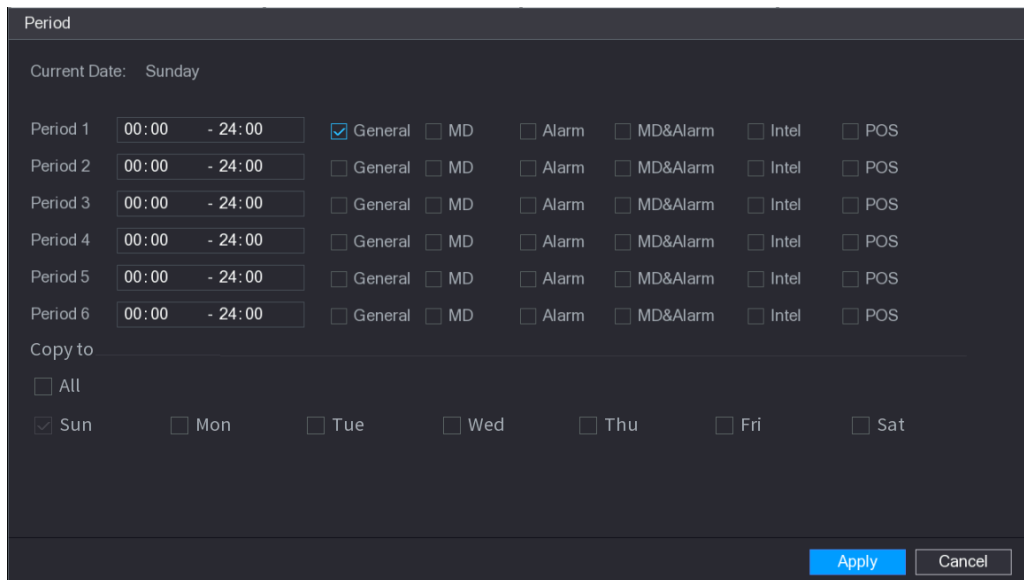 Period
Current Date: Sunday
Period 1 00:00 - 24:00 General MD Alarm MD&Alarm Intel POS
Period 2 00:00 - 24:00 General MD Alarm MD&Alarm Intel POS
Period 3 00:00 - 24:00 General MD Alarm MD&Alarm Intel POS
Period 4 00:00 - 24:00 General MD Alarm MD&Alarm Intel POS
Period 5 00:00 - 24:00 General MD Alarm MD&Alarm Intel POS
Period 6 00:00 - 24:00 General MD Alarm MD&Alarm Intel POS
Copy to
All
Sun Mon Tue Wed Thu Fri Sat
Apply Cancel